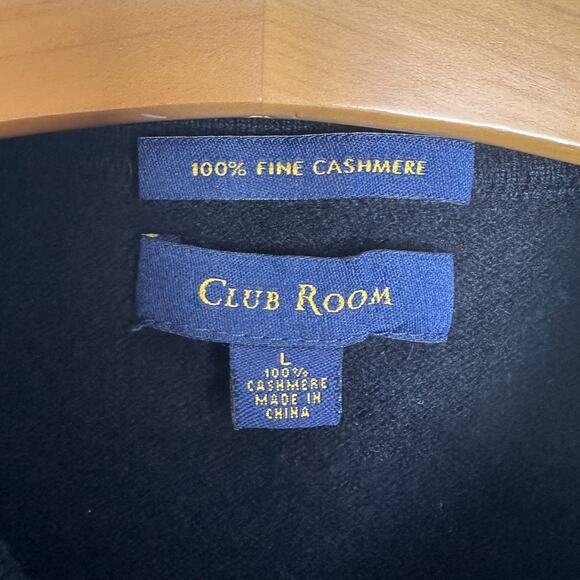 100% FINE CASHMERE
CLUB ROOM
L
100%
CASHMERE
MADE IN
CHINA